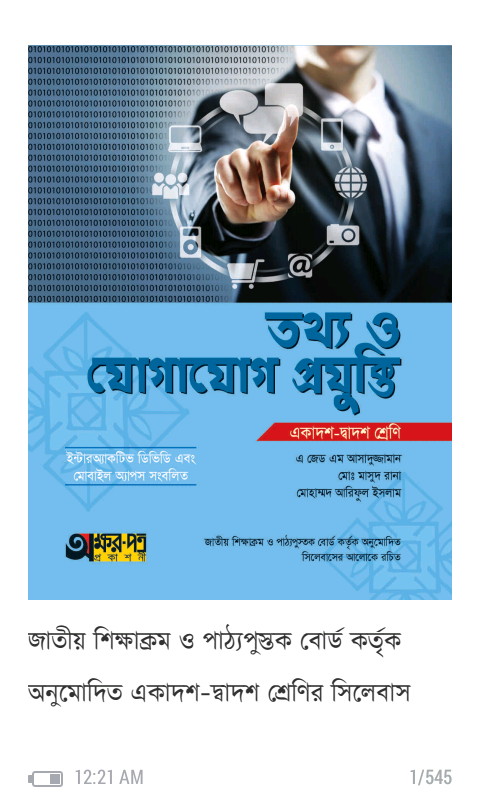 তথ্য ও
যোগাযোগ প্রযুক্তি
একাদশ-দ্বাদশ শ্রেণি
ইন্টারঅ্যাকটিভ ডিভিডি এবং
মোবাইল অ্যাপস সংবলিত
এ জেড এম আসাদুজ্জামান
মোঃ মাসুদ রানা
মোহাম্মদ আরিফুল ইসলাম
অক্ষর-পত্র
প্রকাশনী
জাতীয় শিক্ষাক্রম ও পাঠ্যপুস্তক বোর্ড কর্তৃক অনুমোদিত
সিলেবাসের আলোকে রচিত
জাতীয় শিক্ষাক্রম ও পাঠ্যপুস্তক বোর্ড কর্তৃক
অনুমোদিত একাদশ-দ্বাদশ শ্রেণির সিলেবাস
12:21 AM 1/545